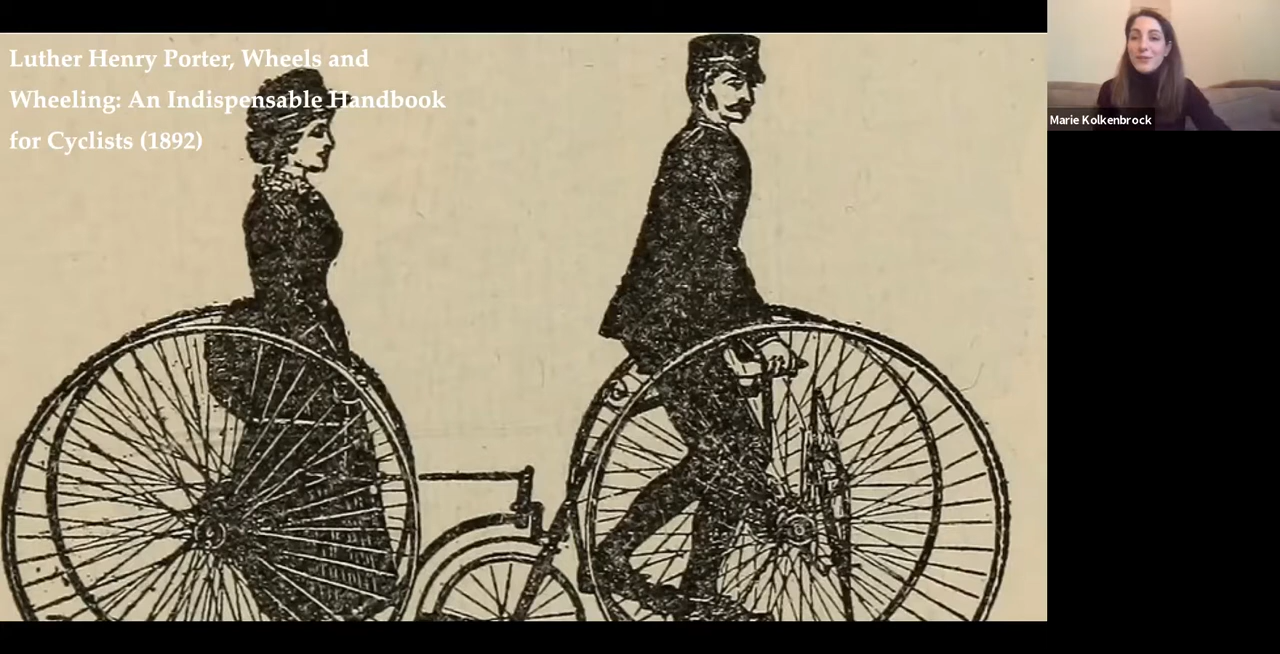 Luther Henry Porter, Wheels and
Wheeling: An Indispensable Handbook
for Cyclists (1892)
Marie Kolkenbrock